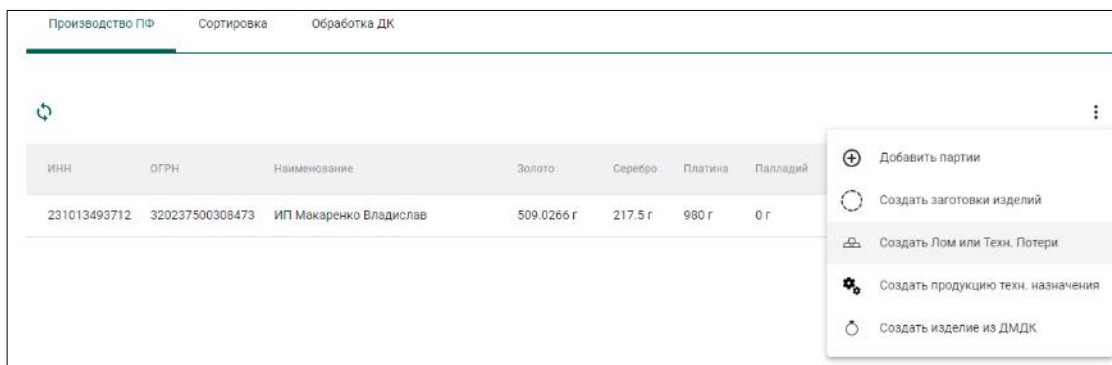 Производство ПФ Сортировка Обработка ДК
ИНН ОГРН Наименование Золото Серебро Платина Палладий
231013493712 320237500308473 ИП Макаренко Владислав 509.0266 г 217.5 г 980 г 0 г
Добавить партии
Создать заготовки изделий
Создать Лом или Техн. Потери
Создать продукцию техн. назначения
Создать изделие из ДМДК